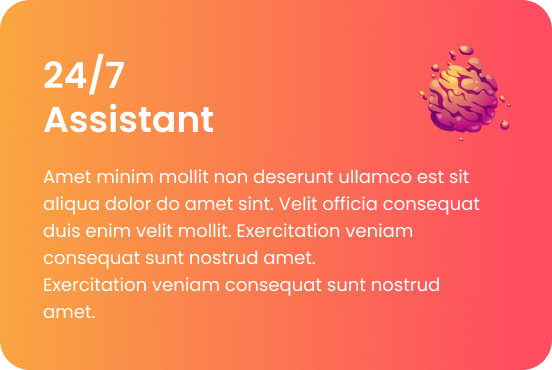 24/7
Assistant
Amet minim mollit non deserunt ullamco est sit
aliqua dolor do amet sint. Velit officia consequat
duis enim velit mollit. Exercitation veniam
consequat sunt nostrud amet.
Exercitation veniam consequat sunt nostrud
amet.